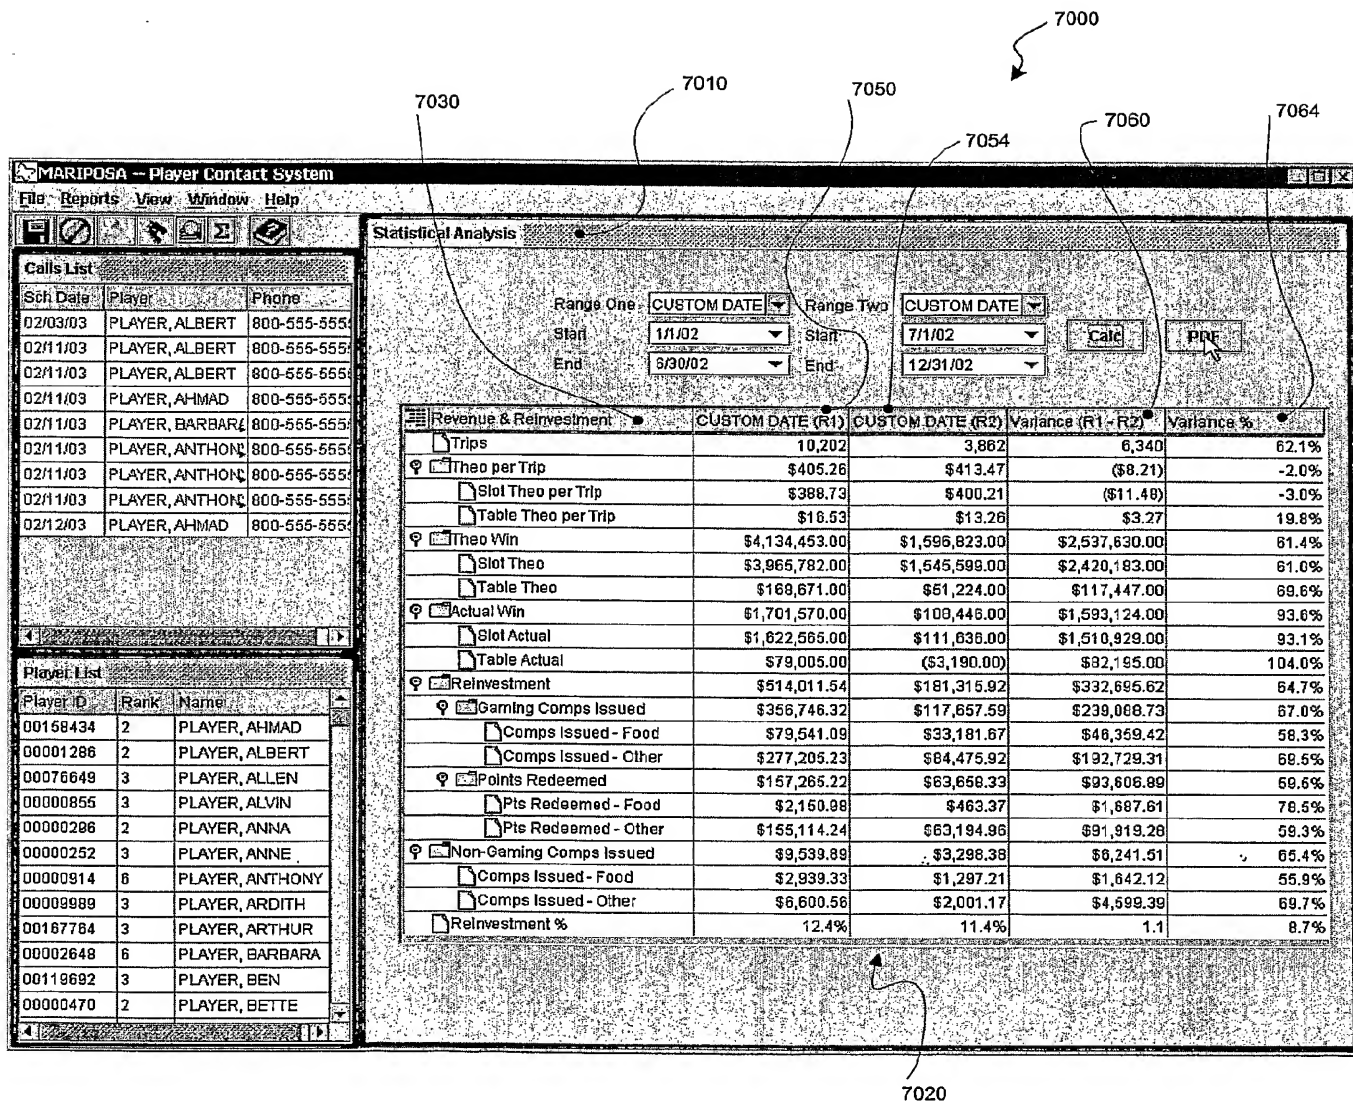 7000
7010
7030
7050
7054
7060
7064
MARIPOSA -- Player Contact System
File Reports View Window Help
Statistical Analysis
Calls List
Sch Date Player Phone
02/03/03 PLAYER, ALBERT 800-555-555
02/11/03 PLAYER, ALBERT 800-555-555
02/11/03 PLAYER, ALBERT 800-555-555
02/11/03 PLAYER, AHMAD 800-555-555
02/11/03 PLAYER, BARBARA 800-555-555
02/11/03 PLAYER, ANTHON 800-555-555
02/11/03 PLAYER, ANTHON 800-555-555
02/11/03 PLAYER, ANTHON 800-555-555
02/12/03 PLAYER, AHMAD 800-555-555
Player List
Player ID Rank Name
00158434 2 PLAYER, AHMAD
00001286 2 PLAYER, ALBERT
00076649 3 PLAYER, ALLEN
00000855 3 PLAYER, ALVIN
00000296 2 PLAYER, ANNA
00000252 3 PLAYER, ANNE
00000914 6 PLAYER, ANTHONY
00009989 3 PLAYER, ARDITH
00167764 3 PLAYER, ARTHUR
00002648 6 PLAYER, BARBARA
00119692 3 PLAYER, BEN
00000470 2 PLAYER, BETTE
Range One CUSTOM DATE Range Two CUSTOM DATE
Start 1/1/02 Start 7/1/02 Calc PDF
End 6/30/02 End 12/31/02
Revenue & Reinvestment CUSTOM DATE (R1) CUSTOM DATE (R2) Variance (R1 - R2) Variance %
Trips 10,202 3,862 6,340 62.1%
Theo per Trip $405.26 $413.47 ($8.21) -2.0%
Slot Theo per Trip $388.73 $400.21 ($11.48) -3.0%
Table Theo per Trip $16.53 $13.26 $3.27 19.8%
Theo Win $4,134,453.00 $1,596,823.00 $2,537,630.00 61.4%
Slot Theo $3,965,782.00 $1,545,599.00 $2,420,183.00 61.0%
Table Theo $168,671.00 $51,224.00 $117,447.00 69.6%
Actual Win $1,701,570.00 $108,446.00 $1,593,124.00 93.6%
Slot Actual $1,622,565.00 $111,636.00 $1,510,929.00 93.1%
Table Actual $79,005.00 ($3,190.00) $82,195.00 104.0%
Reinvestment $514,011.54 $181,315.92 $332,695.62 64.7%
Gaming Comps Issued $356,746.32 $117,657.59 $239,088.73 67.0%
Comps Issued - Food $79,541.09 $33,181.67 $46,359.42 58.3%
Comps Issued - Other $277,205.23 $84,475.92 $192,729.31 69.5%
Points Redeemed $157,265.22 $63,658.33 $93,606.89 59.5%
Pts Redeemed - Food $2,150.98 $463.37 $1,687.61 78.5%
Pts Redeemed - Other $155,114.24 $63,194.96 $91,919.28 59.3%
Non-Gaming Comps Issued $9,539.89 $3,298.38 $6,241.51 65.4%
Comps Issued - Food $2,939.33 $1,297.21 $1,642.12 55.9%
Comps Issued - Other $6,600.56 $2,001.17 $4,599.39 69.7%
Reinvestment % 12.4% 11.4% 1.1 8.7%
7020